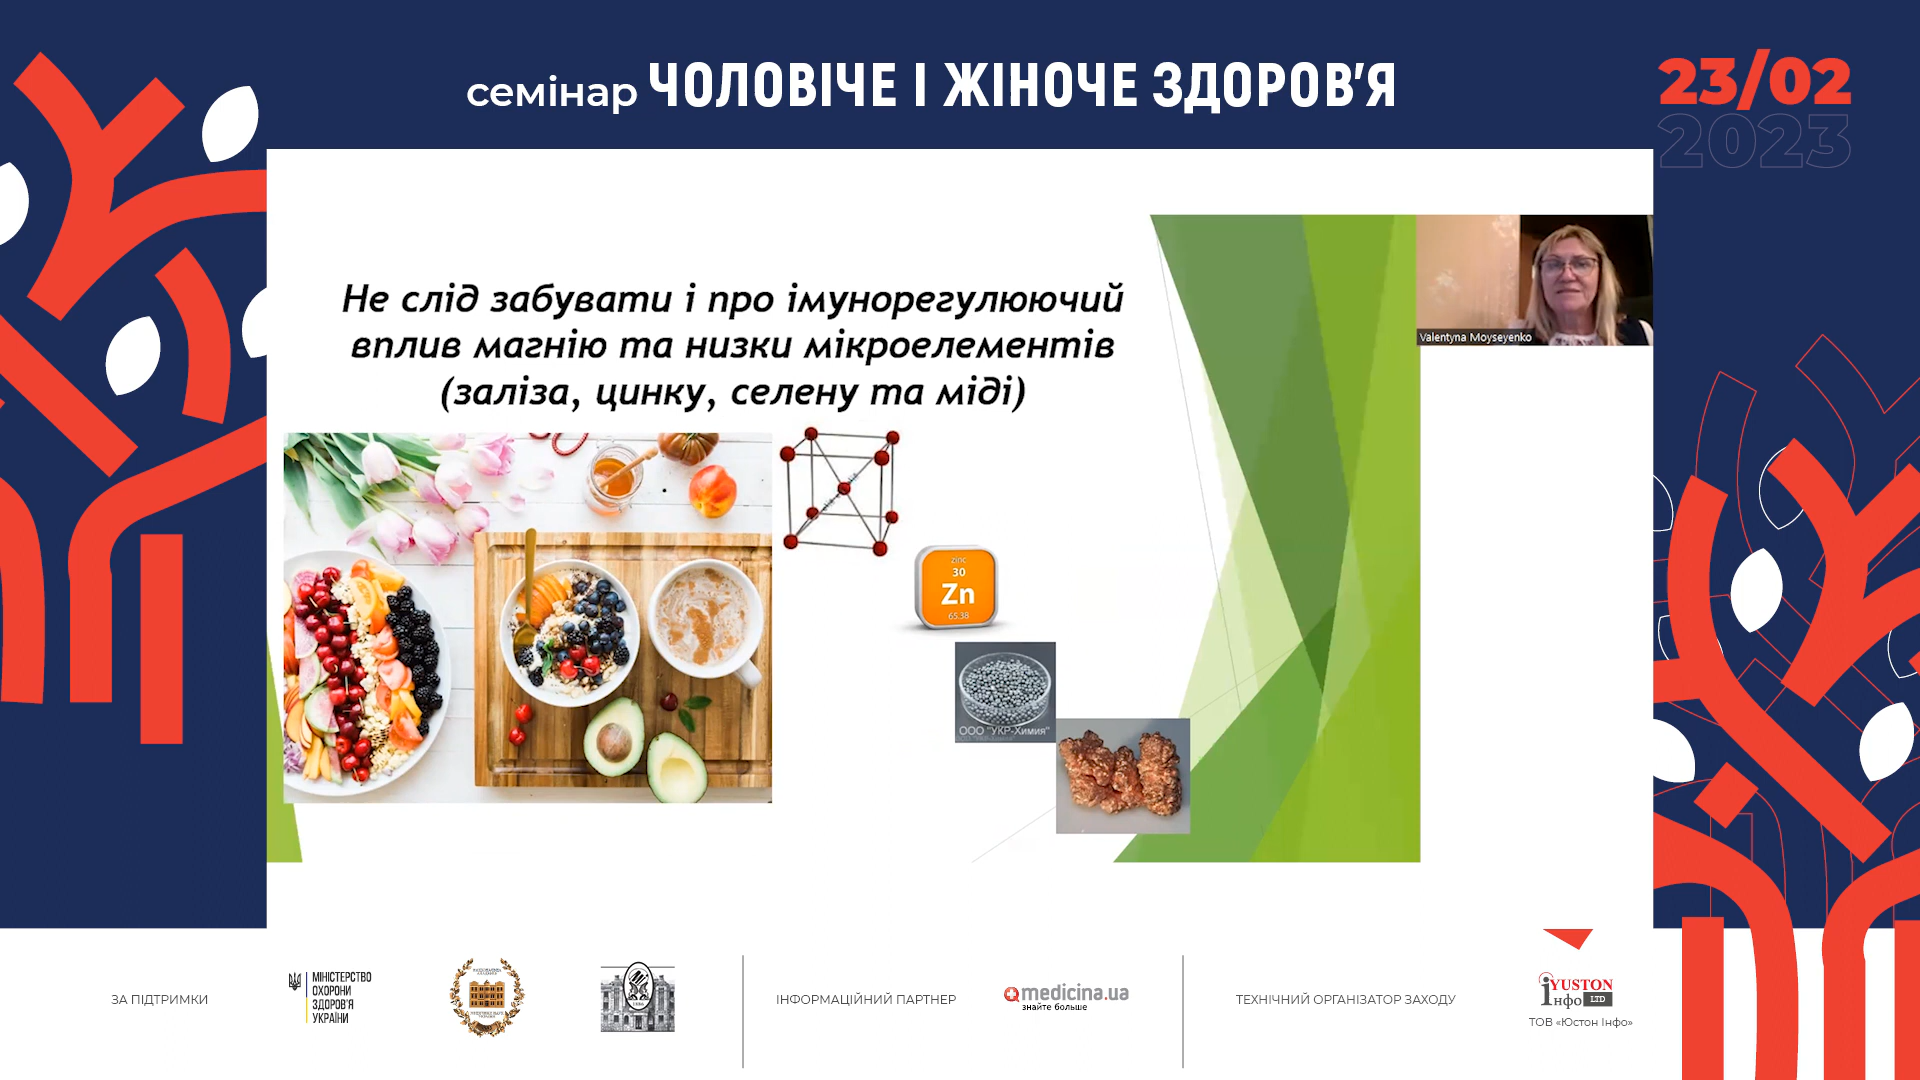 семінар ЧОЛОВІЧЕ І ЖІНОЧЕ ЗДОРОВ'Я
23/02
2023
Не слід забувати і про імунорегулюючий
вплив магнію та низки мікроелементів
(заліза, цинку, селену та міді)
Valentyna Moyseyenko
zinc
30
Zn
65.38
ООО "УКР-Химия"
ЗА ПІДТРИМКИ
МІНІСТЕРСТВО
ОХОРОНИ
ЗДОРОВ'Я
УКРАЇНИ
ІНФОРМАЦІЙНИЙ ПАРТНЕР
medicina.ua
знайте больше
ТЕХНІЧНИЙ ОРГАНІЗАТОР ЗАХОДУ
iYUSTON
Інфо LTD
ТОВ «Юстон Інфо»